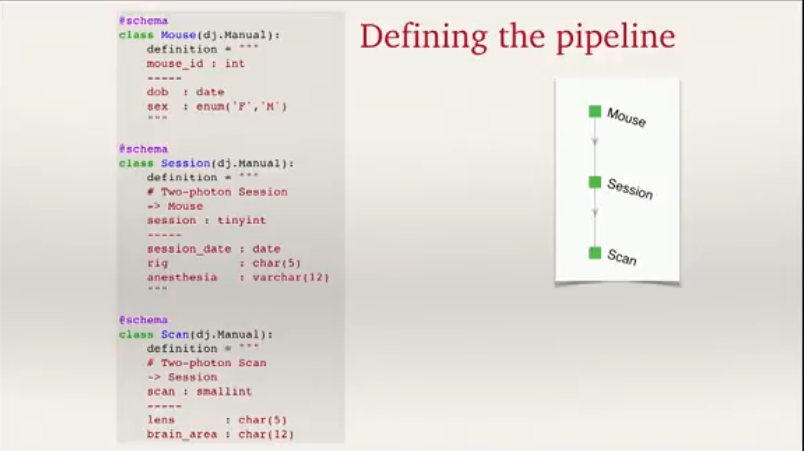 @schema
class Mouse(dj.Manual):
definition = """
mouse_id : int
-----
dob : date
sex : enum('F','M')
"""
@schema
class Session(dj.Manual):
definition = """
# Two-photon Session
-> Mouse
session : tinyint
-----
session_date : date
rig : char(5)
anesthesia : varchar(12)
"""
@schema
class Scan(dj.Manual):
definition = """
# Two-photon Scan
-> Session
scan : smallint
-----
lens : char(5)
brain_area : char(12)
Defining the pipeline
Mouse
Session
Scan